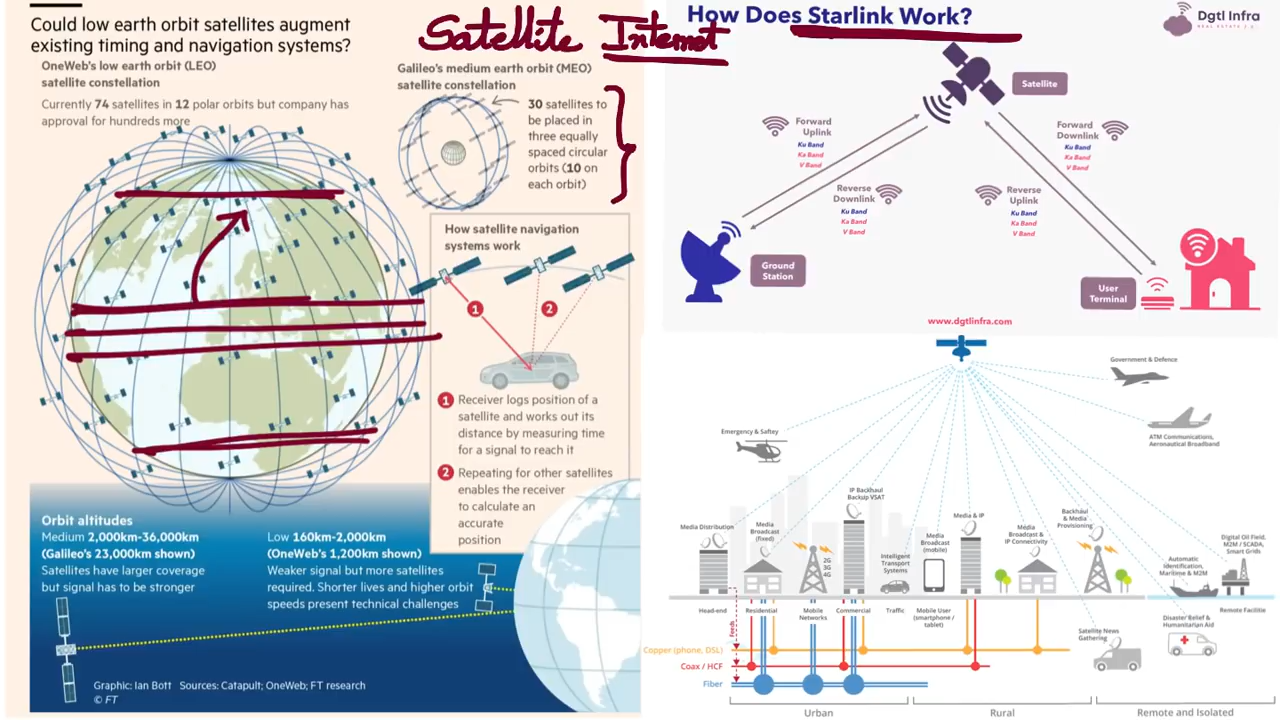 Could low earth orbit satellites augment
existing timing and navigation systems?
OneWeb's low earth orbit (LEO)
satellite constellation
Currently 74 satellites in 12 polar orbits but company has
approval for hundreds more
Satellite Internet
Galileo's medium earth orbit (MEO)
satellite constellation
30 satellites to
be placed in
three equally
spaced circular
orbits (10 on
each orbit)
How satellite navigation
systems work
1
2
1 Receiver logs position of a
satellite and works out its
distance by measuring time
for a signal to reach it
2 Repeating for other satellites
enables the receiver
to calculate an
accurate
position
Orbit altitudes
Medium 2,000km-36,000km
(Galileo's 23,000km shown)
Satellites have larger coverage
but signal has to be stronger
Low 160km-2,000km
(OneWeb's 1,200km shown)
Weaker signal but more satellites
required. Shorter lives and higher orbit
speeds present technical challenges
Graphic: Ian Bott Sources: Catapult; OneWeb; FT research
© FT
How Does Starlink Work?
Dgtl Infra
REAL ESTATE 2.0
Satellite
Forward
Uplink
Ku Band
Ka Band
V Band
Forward
Downlink
Ku Band
Ka Band
V Band
Reverse
Downlink
Ku Band
Ka Band
V Band
Reverse
Uplink
Ku Band
Ka Band
V Band
Ground
Station
User
Terminal
www.dgtlinfra.com
Government & Defence
Emergency & Saftey
ATM Communications,
Aeronautical Broadband
Media Distribution
Media
Broadcast
(fixed)
2G
3G
4G
IP Backhaul
Backup VSAT
Intelligent
Transport
Systems
Media
Broadcast
(mobile)
Media & IP
Media
Broadcast &
IP Connectivity
Backhaul
& Media
Provisioning
Automatic
Identification,
Maritime & M2M
Digital Oil Field,
M2M / SCADA,
Smart Grids
Head-end
Residential
Mobile
Networks
Commercial
Traffic
Mobile User
(smartphone /
tablet)
Remote Facilitie
Feeds
Satellite News
Gathering
Disaster Relief &
Humanitarian Aid
Copper (phone, DSL)
Coax / HCF
Fiber
Urban
Rural
Remote and Isolated